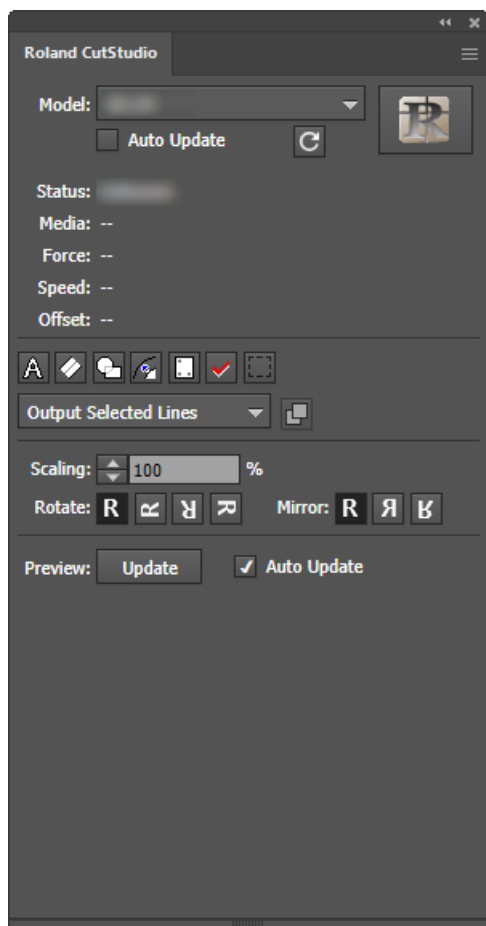 Roland CutStudio
Model:
Auto Update
Status:
Media: --
Force: --
Speed: --
Offset: --
Output Selected Lines
Scaling: 100 %
Rotate: R R R R Mirror: R R R
Preview: Update Auto Update